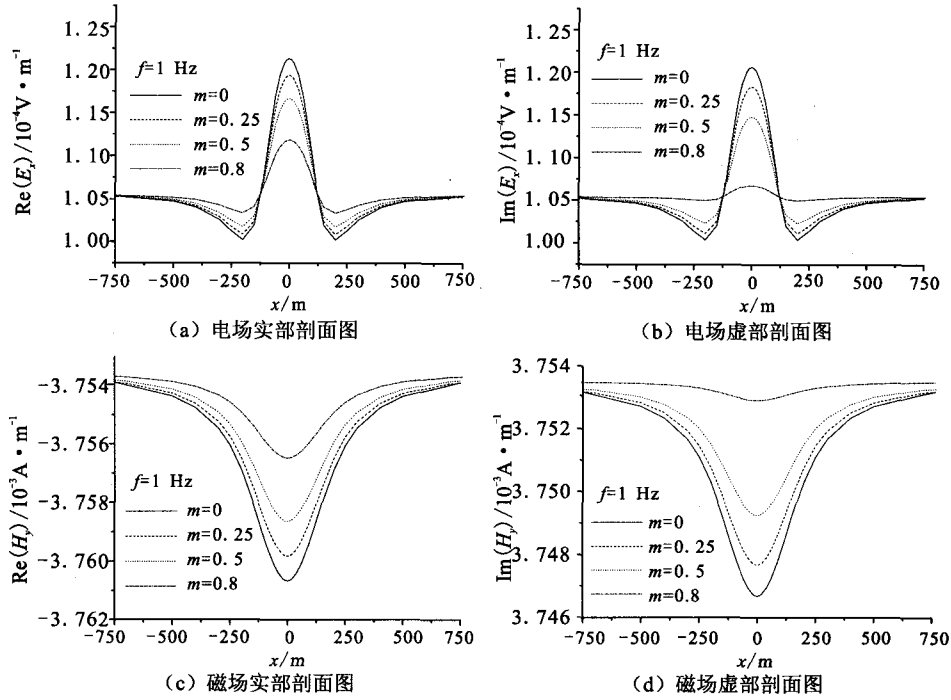 Re(Eₓ)/10⁻⁴V·m⁻¹
1.25
1.20
1.15
1.10
1.05
1.00
f=1 Hz
m=0
m=0.25
m=0.5
m=0.8
-750 -500 -250 0 250 500 750
x/m
(a) 电场实部剖面图
Im(Eₓ)/10⁻⁴V·m⁻¹
1.25
1.20
1.15
1.10
1.05
1.00
f=1 Hz
m=0
m=0.25
m=0.5
m=0.8
-750 -500 -250 0 250 500 750
x/m
(b) 电场虚部剖面图
Re(Hᵧ)/10⁻³A·m⁻¹
-3.754
-3.756
-3.758
-3.760
-3.762
f=1 Hz
m=0
m=0.25
m=0.5
m=0.8
-750 -500 -250 0 250 500 750
x/m
(c) 磁场实部剖面图
Im(Hᵧ)/10⁻³A·m⁻¹
3.754
3.752
3.750
3.748
3.746
f=1 Hz
m=0
m=0.25
m=0.5
m=0.8
-750 -500 -250 0 250 500 750
x/m
(d) 磁场虚部剖面图